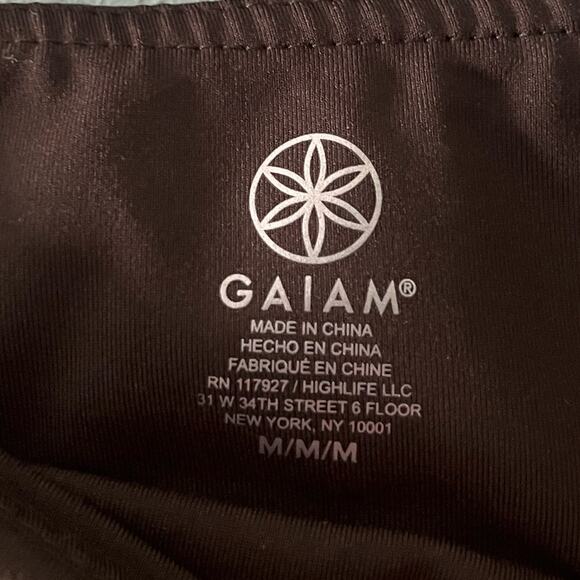 GAIAM®
MADE IN CHINA
HECHO EN CHINA
FABRIQUÉ EN CHINE
RN 117927 / HIGHLIFE LLC
31 W 34TH STREET 6 FLOOR
NEW YORK, NY 10001
M/M/M